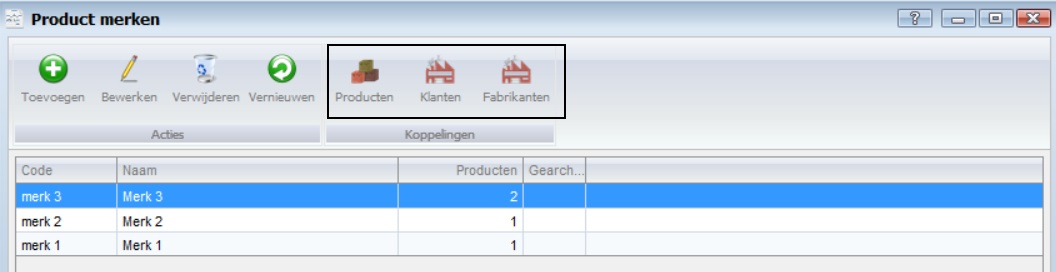 Product merken
Toevoegen Bewerken Verwijderen Vernieuwen Producten Klanten Fabrikanten
Acties Koppelingen
Code Naam Producten Gearch...
merk 3 Merk 3 2
merk 2 Merk 2 1
merk 1 Merk 1 1